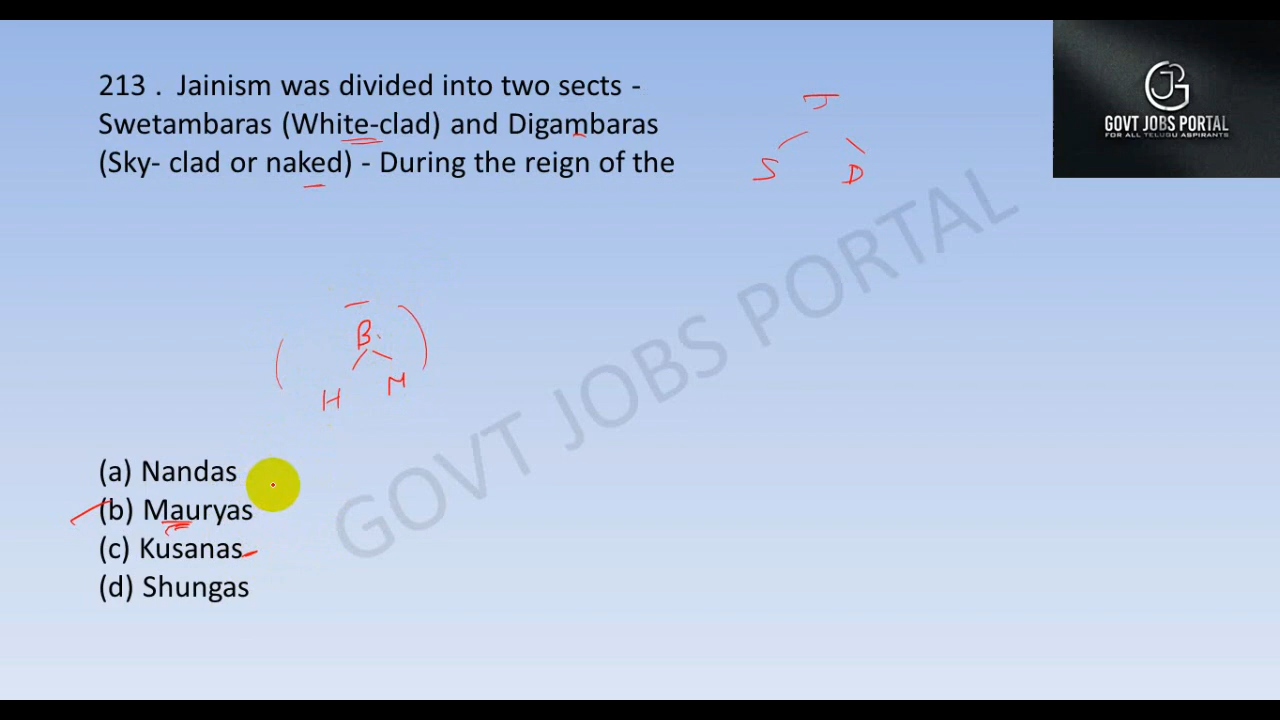 213 . Jainism was divided into two sects -
Swetambaras (White-clad) and Digambaras
(Sky- clad or naked) - During the reign of the
J
S D
B
H M
(a) Nandas
(b) Mauryas
(c) Kusanas
(d) Shungas
GOVT JOBS PORTAL
GOVT JOBS PORTAL
FOR ALL TELUGU ASPIRANTS